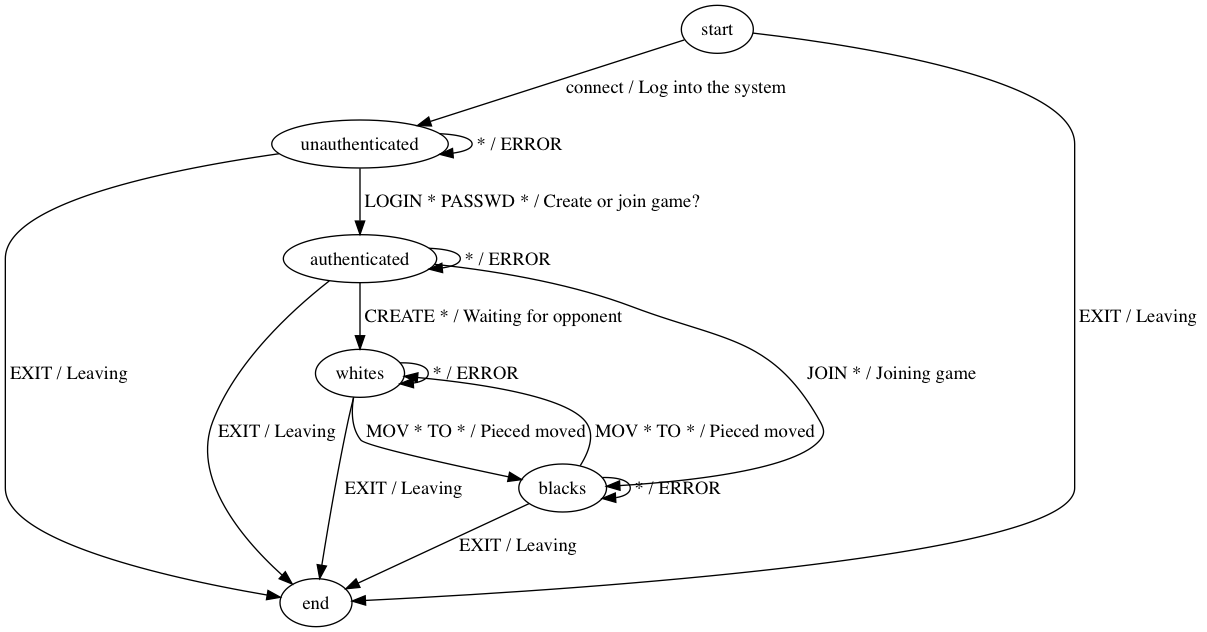 start
connect / Log into the system
unauthenticated
* / ERROR
LOGIN * PASSWD * / Create or join game?
authenticated
* / ERROR
CREATE * / Waiting for opponent
EXIT / Leaving
EXIT / Leaving
whites
* / ERROR
JOIN * / Joining game
EXIT / Leaving
MOV * TO * / Pieced moved
MOV * TO * / Pieced moved
EXIT / Leaving
blacks
* / ERROR
EXIT / Leaving
end